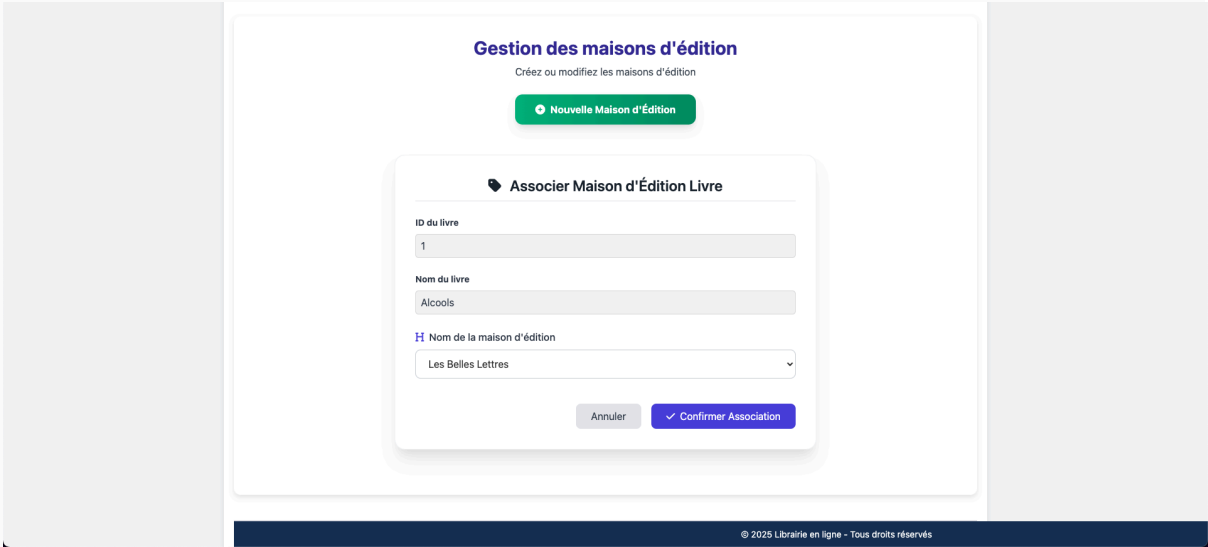 Gestion des maisons d'édition
Créez ou modifiez les maisons d'édition
Nouvelle Maison d'Édition
Associer Maison d'Édition Livre
ID du livre
1
Nom du livre
Alcools
Nom de la maison d'édition
Les Belles Lettres
Annuler
Confirmer Association
© 2025 Librairie en ligne - Tous droits réservés